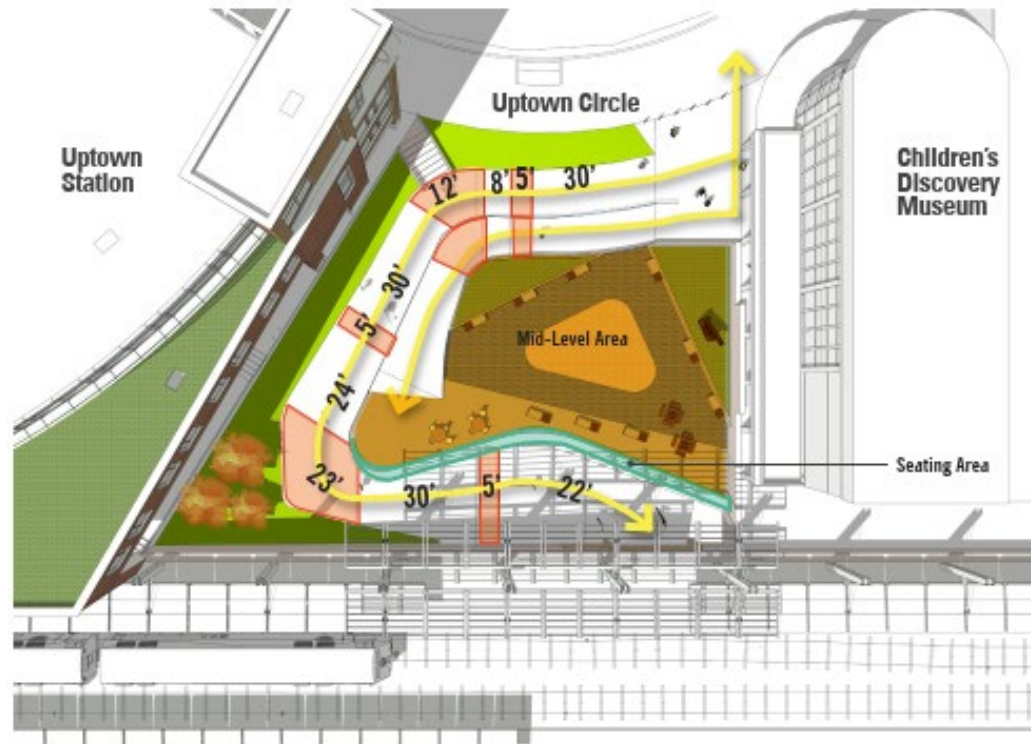 Uptown Circle
Uptown
Station
Children's
Discovery
Museum
12'
8'
5'
30'
30'
5'
Mid-Level Area
24'
23'
30'
5'
22'
Seating Area